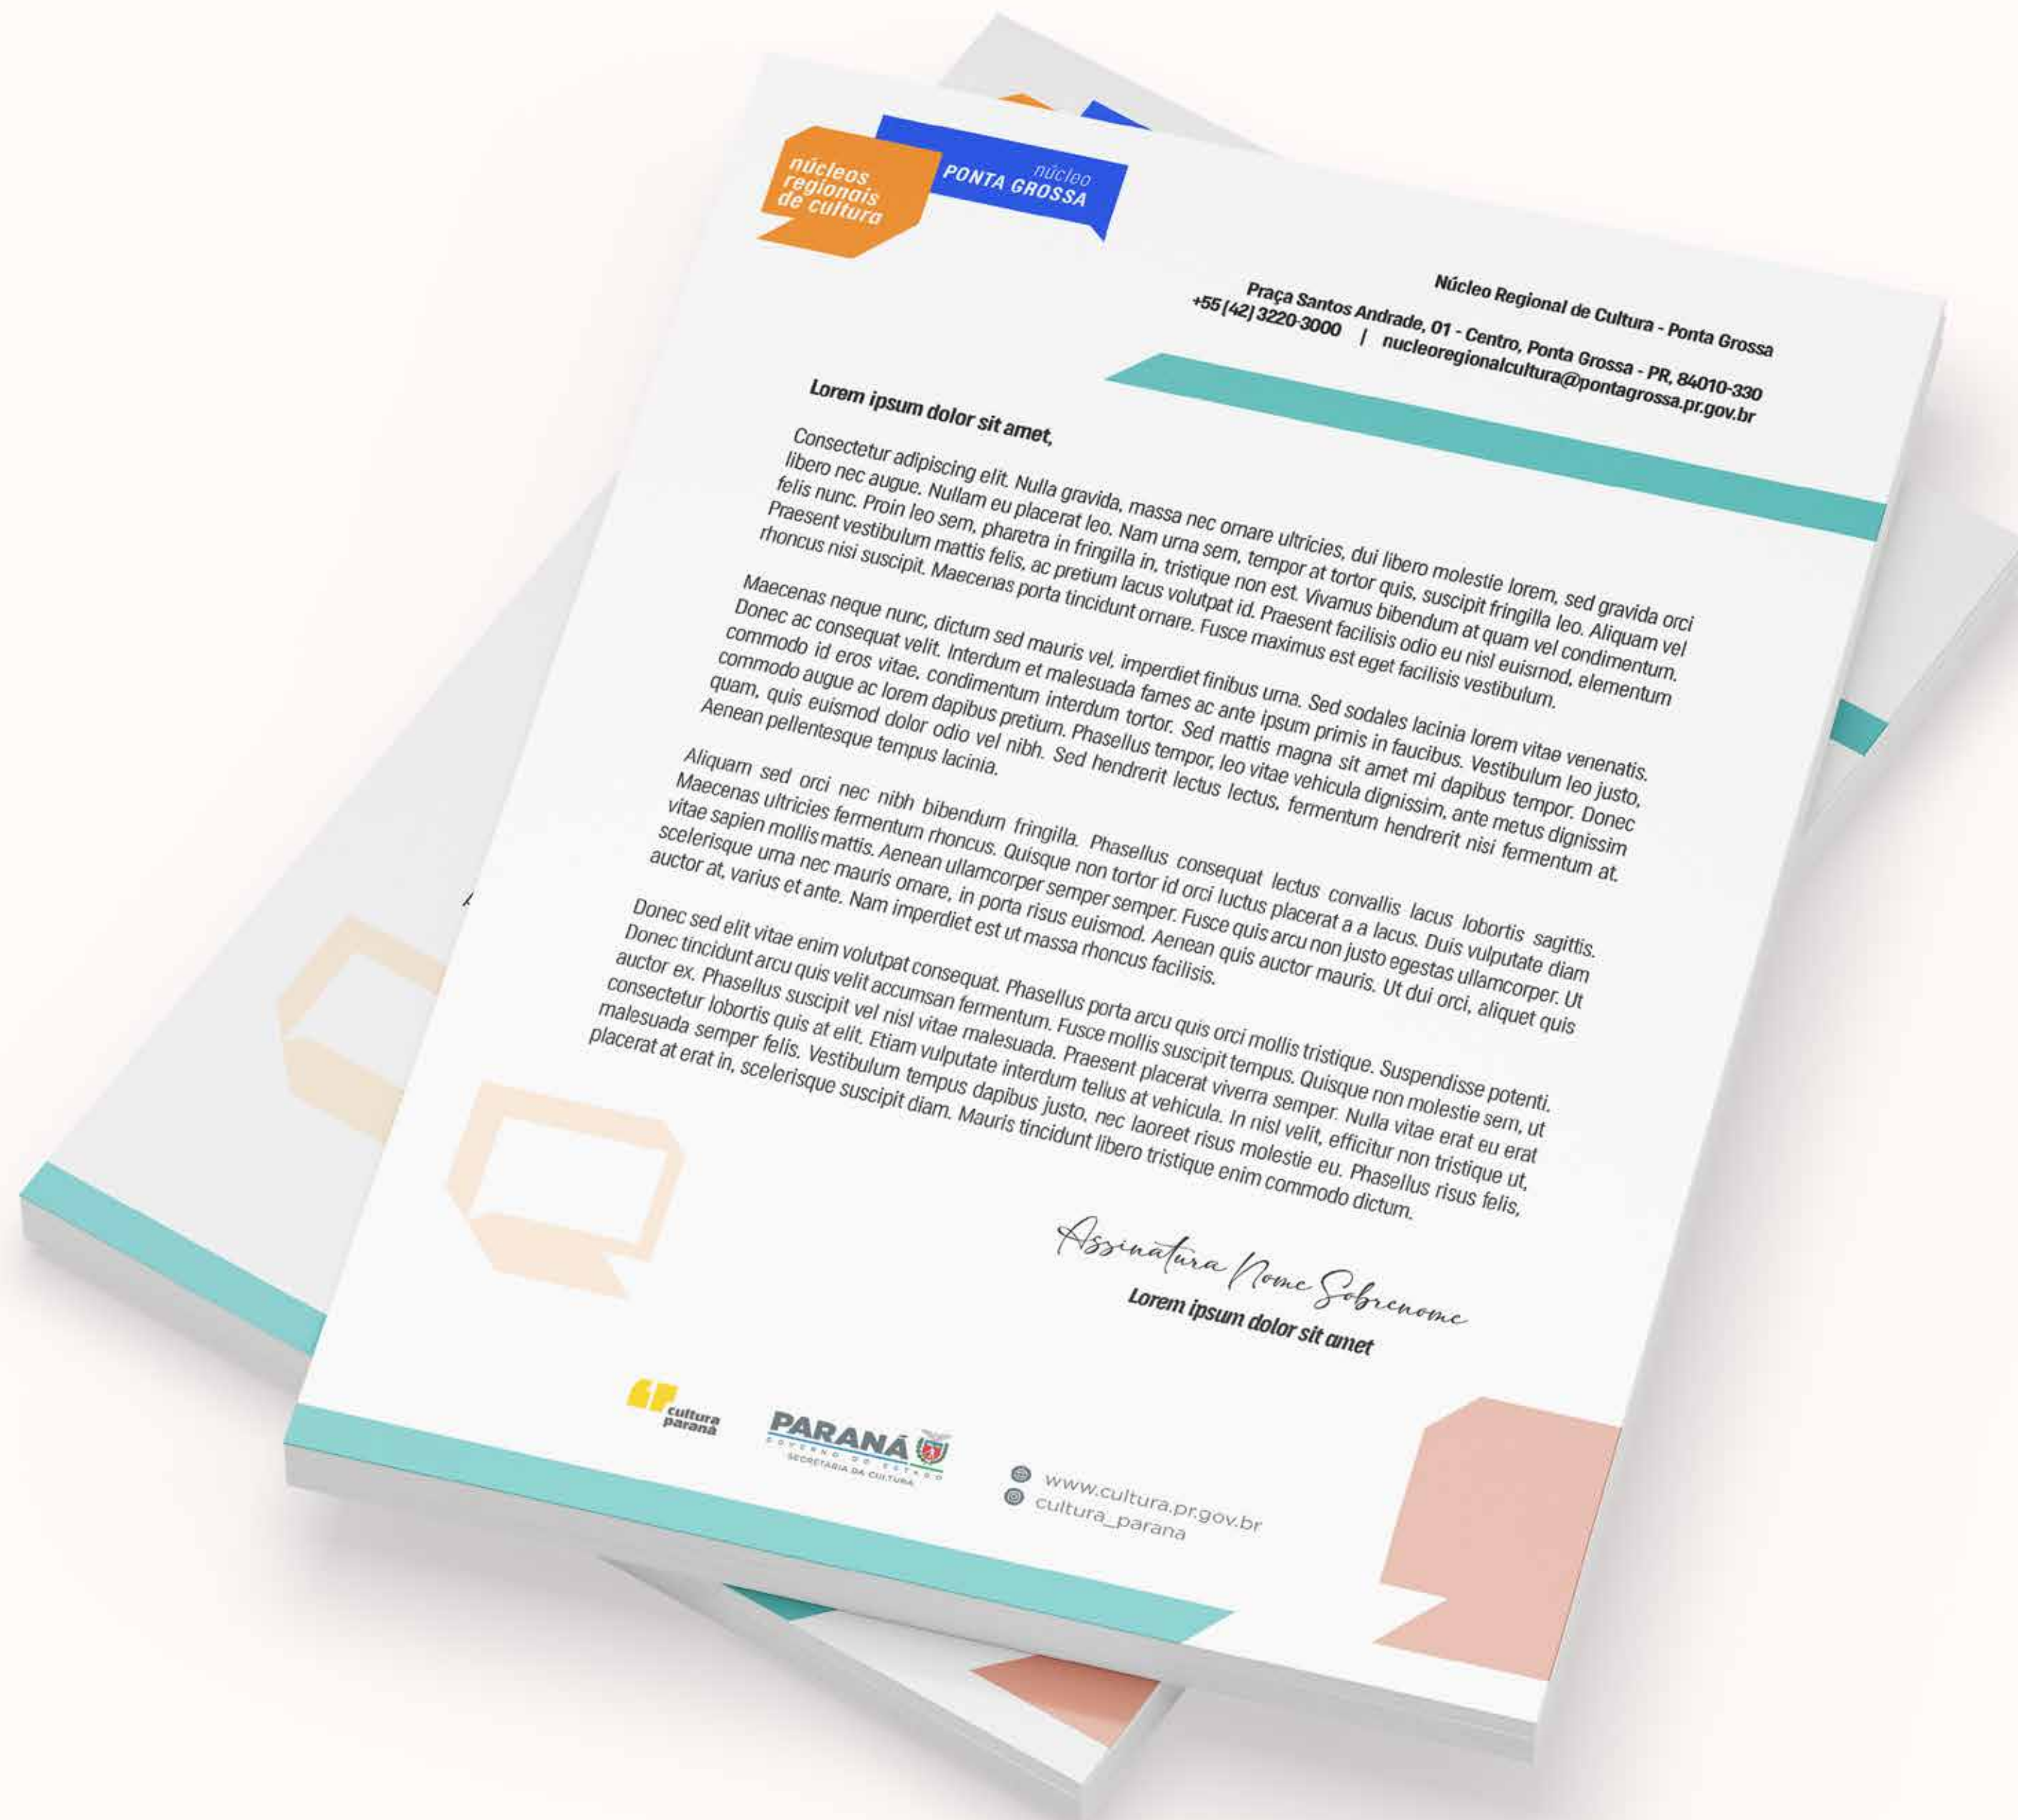 núcleos
regionais
de cultura
núcleo
PONTA GROSSA
Núcleo Regional de Cultura - Ponta Grossa
Praça Santos Andrade, 01 - Centro, Ponta Grossa - PR, 84010-330
+55 (42) 3220-3000 | nucleoregionalcultura@pontagrossa.pr.gov.br
Lorem ipsum dolor sit amet,
Consectetur adipiscing elit. Nulla gravida, massa nec ornare ultricies, dui libero molestie lorem, sed gravida orci
libero nec augue. Nullam eu placerat leo. Nam urna sem, tempor at tortor quis, suscipit fringilla leo. Aliquam vel
felis nunc. Proin leo sem, pharetra in fringilla in, tristique non est. Vivamus bibendum at quam vel condimentum.
Praesent vestibulum mattis felis, ac pretium lacus volutpat id. Praesent facilisis odio eu nisl euismod, elementum
rhoncus nisi suscipit. Maecenas porta tincidunt ornare. Fusce maximus est eget facilisis vestibulum.
Maecenas neque nunc, dictum sed mauris vel, imperdiet finibus urna. Sed sodales lacinia lorem vitae venenatis.
Donec ac consequat velit. Interdum et malesuada fames ac ante ipsum primis in faucibus. Vestibulum leo justo,
commodo id eros vitae, condimentum interdum tortor. Sed mattis magna sit amet mi dapibus tempor. Donec
commodo augue ac lorem dapibus pretium. Phasellus tempor, leo vitae vehicula dignissim, ante metus dignissim
quam, quis euismod dolor odio vel nibh. Sed hendrerit lectus lectus, fermentum hendrerit nisi fermentum at.
Aenean pellentesque tempus lacinia.
Aliquam sed orci nec nibh bibendum fringilla. Phasellus consequat lectus convallis lacus lobortis sagittis.
Maecenas ultricies fermentum rhoncus. Quisque non tortor id orci luctus placerat a a lacus. Duis vulputate diam
vitae sapien mollis mattis. Aenean ullamcorper semper semper. Fusce quis arcu non justo egestas ullamcorper. Ut
scelerisque urna nec mauris ornare, in porta risus euismod. Aenean quis auctor mauris. Ut dui orci, aliquet quis
auctor at, varius et ante. Nam imperdiet est ut massa rhoncus facilisis.
Donec sed elit vitae enim volutpat consequat. Phasellus porta arcu quis orci mollis tristique. Suspendisse potenti.
Donec tincidunt arcu quis velit accumsan fermentum. Fusce mollis suscipit tempus. Quisque non molestie sem, ut
auctor ex. Phasellus suscipit vel nisl vitae malesuada. Praesent placerat viverra semper. Nulla vitae erat eu erat
consectetur lobortis quis at elit. Etiam vulputate interdum tellus at vehicula. In nisl velit, efficitur non tristique ut,
malesuada semper felis. Vestibulum tempus dapibus justo, nec laoreet risus molestie eu. Phasellus risus felis,
placerat at erat in, scelerisque suscipit diam. Mauris tincidunt libero tristique enim commodo dictum.
Assinatura Nome Sobrenome
Lorem ipsum dolor sit amet
cultura
paraná
PARANÁ
GOVERNO DO ESTADO
SECRETARIA DA CULTURA
www.cultura.pr.gov.br
cultura_parana